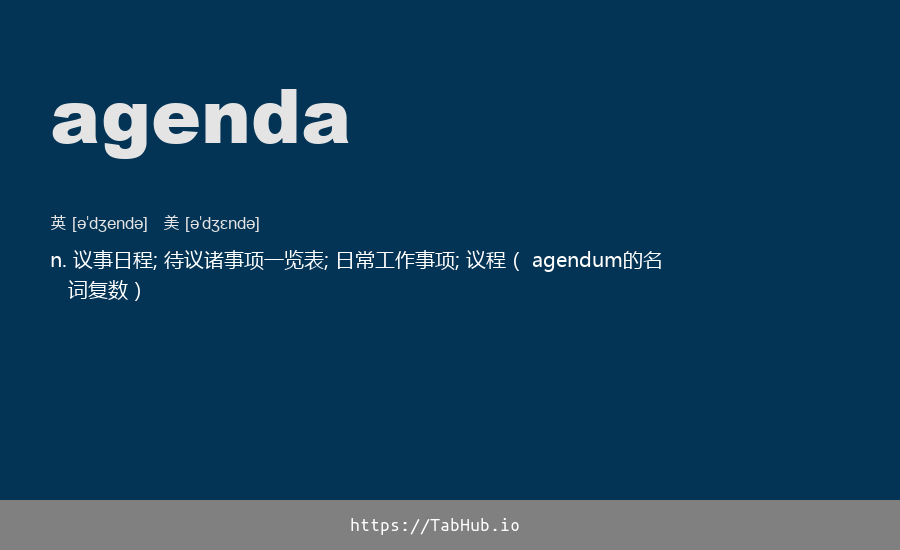 agenda
英 [ə'dʒendə] 美 [ə'dʒɛndə]
n. 议事日程; 待议诸事项一览表; 日常工作事项; 议程（ agendum的名
词复数）
https://TabHub.io